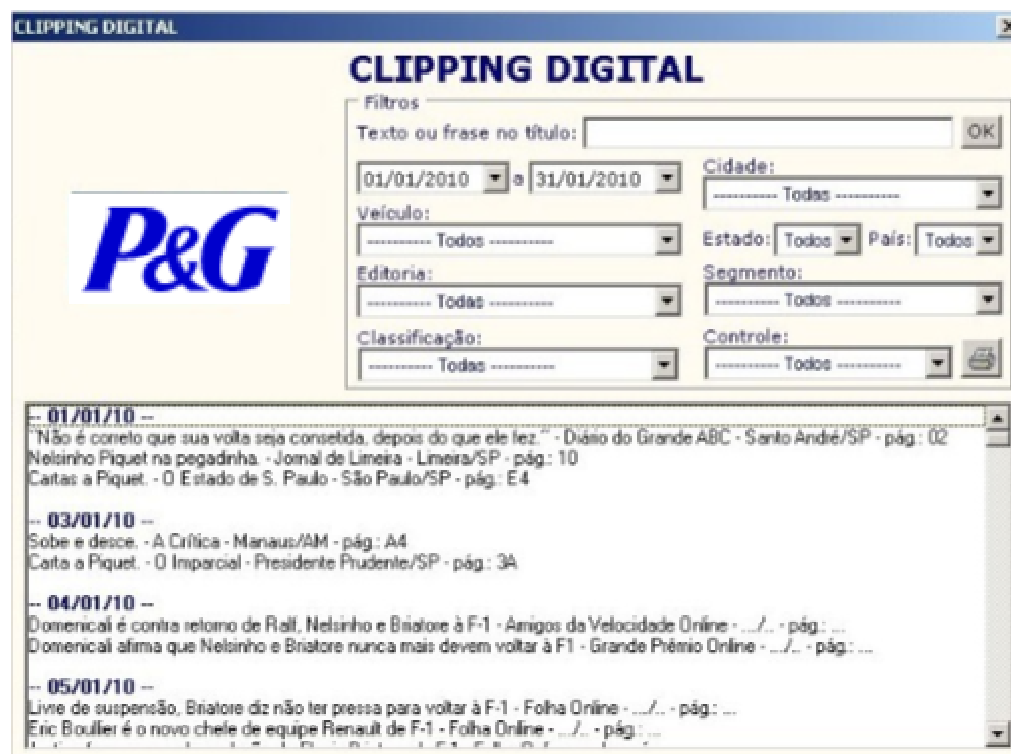 CLIPPING DIGITAL
CLIPPING DIGITAL
Filtros
Texto ou frase no título: OK
01/01/2010 a 31/01/2010
Cidade:
---------- Todas ----------
Veículo:
---------- Todos ----------
Estado: Todos País: Todos
P&G
Editoria:
---------- Todas ----------
Segmento:
---------- Todos ----------
Classificação:
---------- Todas ----------
Controle:
---------- Todos ----------
-- 01/01/10 --
"Não é correto que sua volta seja consetida, depois do que ele fez." - Diário do Grande ABC - Santo André/SP - pág.: 02
Nelsinho Piquet na pegadinha. - Jornal de Limeira - Limeira/SP - pág.: 10
Cartas a Piquet. - O Estado de S. Paulo - São Paulo/SP - pág.: E4
-- 03/01/10 --
Sobe e desce. - A Crítica - Manaus/AM - pág.: A4
Carta a Piquet. - O Imparcial - Presidente Prudente/SP - pág.: 3A
-- 04/01/10 --
Domenicali é contra retorno de Ralf, Nelsinho e Briatore à F-1 - Amigos da Velocidade Online - .../.. - pág.: ...
Domenicali afirma que Nelsinho e Briatore nunca mais devem voltar à F1 - Grande Prêmio Online - .../.. - pág.: ...
-- 05/01/10 --
Livre de suspensão, Briatore diz não ter pressa para voltar à F-1 - Folha Online - .../.. - pág.: ...
Eric Boullier é o novo chefe de equipe Renault de F-1 - Folha Online - .../.. - pág.: ...